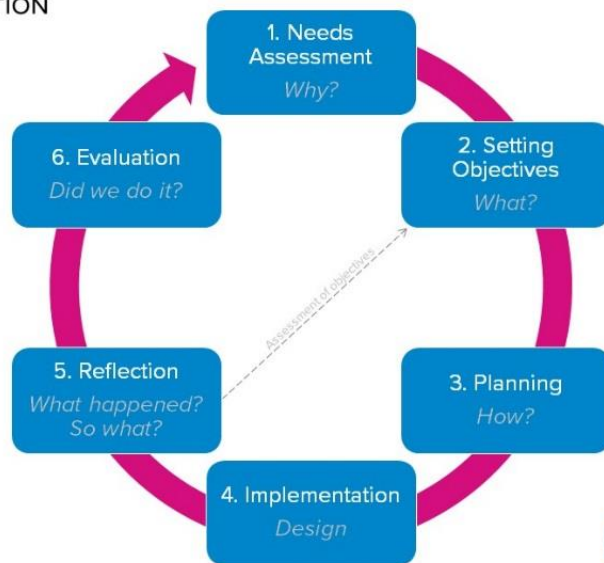 1. Needs
Assessment
Why?
2. Setting
Objectives
What?
3. Planning
How?
4. Implementation
Design
5. Reflection
What happened?
So what?
6. Evaluation
Did we do it?
Assessment of objectives